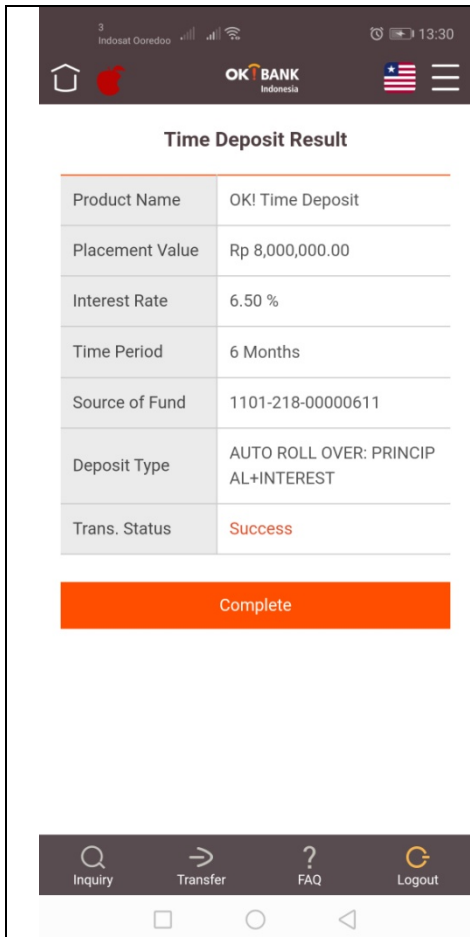 3
Indosat Ooredoo
13:30
OK! BANK
Indonesia
Time Deposit Result
Product Name OK! Time Deposit
Placement Value Rp 8,000,000.00
Interest Rate 6.50 %
Time Period 6 Months
Source of Fund 1101-218-00000611
Deposit Type AUTO ROLL OVER: PRINCIP
AL+INTEREST
Trans. Status Success
Complete
Inquiry Transfer FAQ Logout